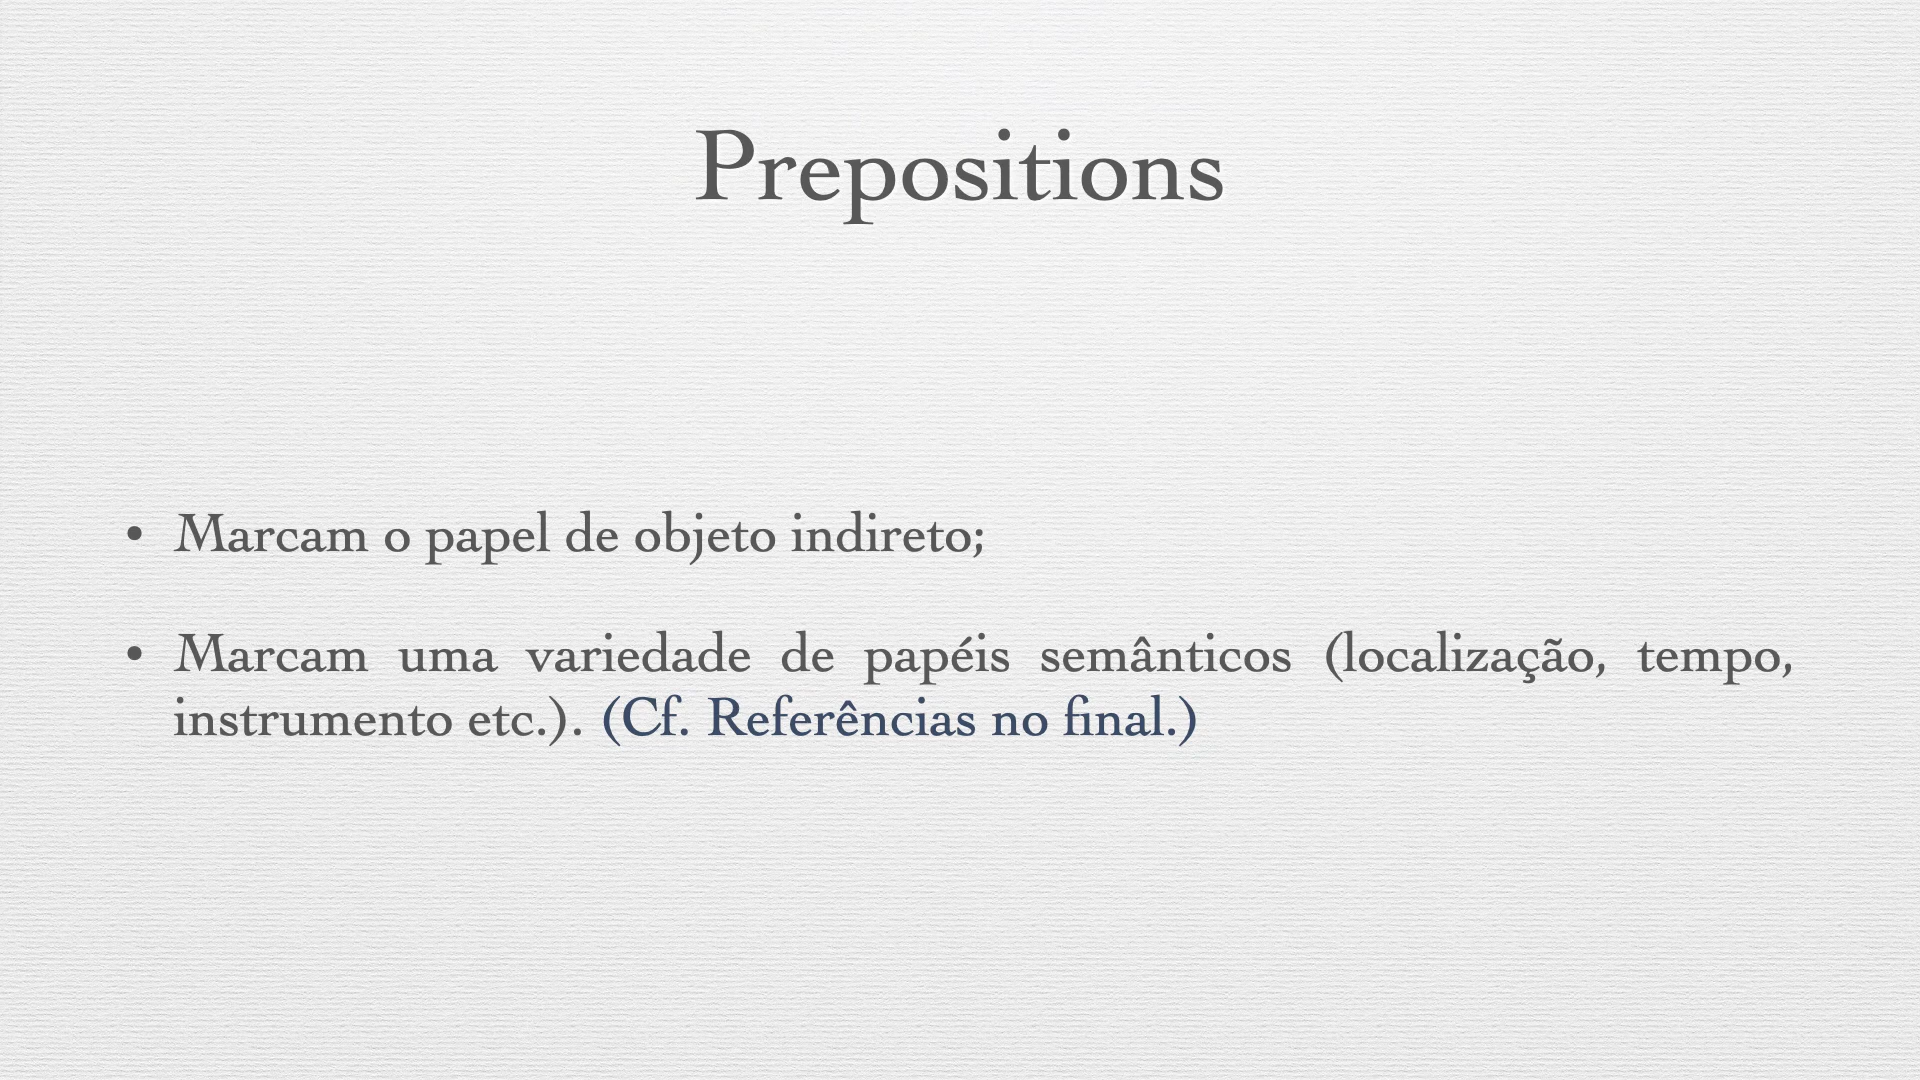 Prepositions
• Marcam o papel de objeto indireto;
• Marcam uma variedade de papéis semânticos (localização, tempo,
instrumento etc.). (Cf. Referências no final.)